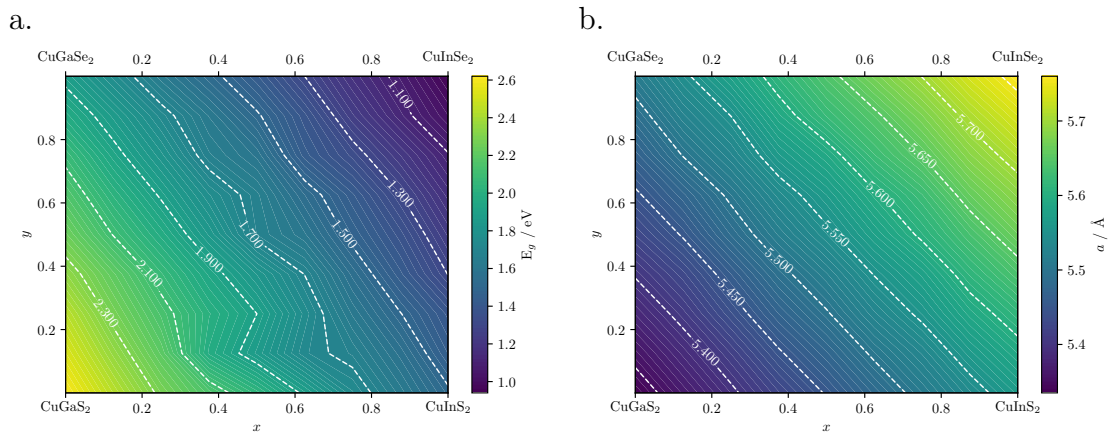 a.
CuGaSe₂ 0.2 0.4 0.6 0.8 CuInSe₂
0.8
0.6
0.4
0.2
y
1.100
1.300
1.500
1.700
1.900
2.100
2.300
CuGaS₂ 0.2 0.4 0.6 0.8 CuInS₂
x
2.6
2.4
2.2
2.0
1.8
1.6
1.4
1.2
1.0
E_g / eV
b.
CuGaSe₂ 0.2 0.4 0.6 0.8 CuInSe₂
0.8
0.6
0.4
0.2
y
5.700
5.650
5.600
5.550
5.500
5.450
5.400
CuGaS₂ 0.2 0.4 0.6 0.8 CuInS₂
x
5.7
5.6
5.5
5.4
a / Å